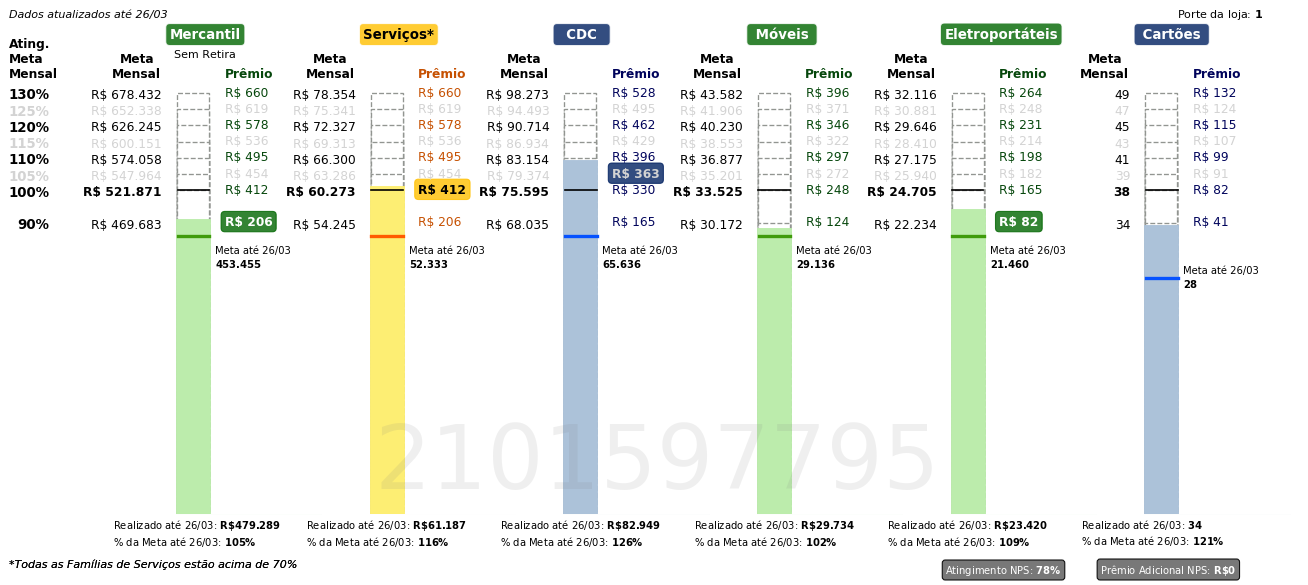 Dados atualizados até 26/03 Porte da loja: 1
Mercantil Serviços* CDC Móveis Eletroportáteis Cartões
Sem Retira
Ating. Meta Mensal Meta Mensal Prêmio Meta Mensal Prêmio Meta Mensal Prêmio Meta Mensal Prêmio Meta Mensal Prêmio Meta Mensal Prêmio
130% R$ 678.432 R$ 660 R$ 78.354 R$ 660 R$ 98.273 R$ 528 R$ 43.582 R$ 396 R$ 32.116 R$ 264 49 R$ 132
125% R$ 652.338 R$ 619 R$ 75.341 R$ 619 R$ 94.493 R$ 495 R$ 41.906 R$ 371 R$ 30.881 R$ 248 47 R$ 124
120% R$ 626.245 R$ 578 R$ 72.327 R$ 578 R$ 90.714 R$ 462 R$ 40.230 R$ 346 R$ 29.646 R$ 231 45 R$ 115
115% R$ 600.151 R$ 536 R$ 69.313 R$ 536 R$ 86.934 R$ 429 R$ 38.553 R$ 322 R$ 28.410 R$ 214 43 R$ 107
110% R$ 574.058 R$ 495 R$ 66.300 R$ 495 R$ 83.154 R$ 396 R$ 36.877 R$ 297 R$ 27.175 R$ 198 41 R$ 99
105% R$ 547.964 R$ 454 R$ 63.286 R$ 454 R$ 79.374 R$ 363 R$ 35.201 R$ 272 R$ 25.940 R$ 182 39 R$ 91
100% R$ 521.871 R$ 412 R$ 60.273 R$ 412 R$ 75.595 R$ 330 R$ 33.525 R$ 248 R$ 24.705 R$ 165 38 R$ 82
90% R$ 469.683 R$ 206 R$ 54.245 R$ 206 R$ 68.035 R$ 165 R$ 30.172 R$ 124 R$ 22.234 R$ 82 34 R$ 41
Meta até 26/03 Meta até 26/03 Meta até 26/03 Meta até 26/03 Meta até 26/03
453.455 52.333 65.636 29.136 21.460
Meta até 26/03
28
2101597795
Realizado até 26/03: R$479.289 Realizado até 26/03: R$61.187 Realizado até 26/03: R$82.949 Realizado até 26/03: R$29.734 Realizado até 26/03: R$23.420 Realizado até 26/03: 34
% da Meta até 26/03: 105% % da Meta até 26/03: 116% % da Meta até 26/03: 126% % da Meta até 26/03: 102% % da Meta até 26/03: 109% % da Meta até 26/03: 121%
*Todas as Famílias de Serviços estão acima de 70% Atingimento NPS: 78% Prêmio Adicional NPS: R$0